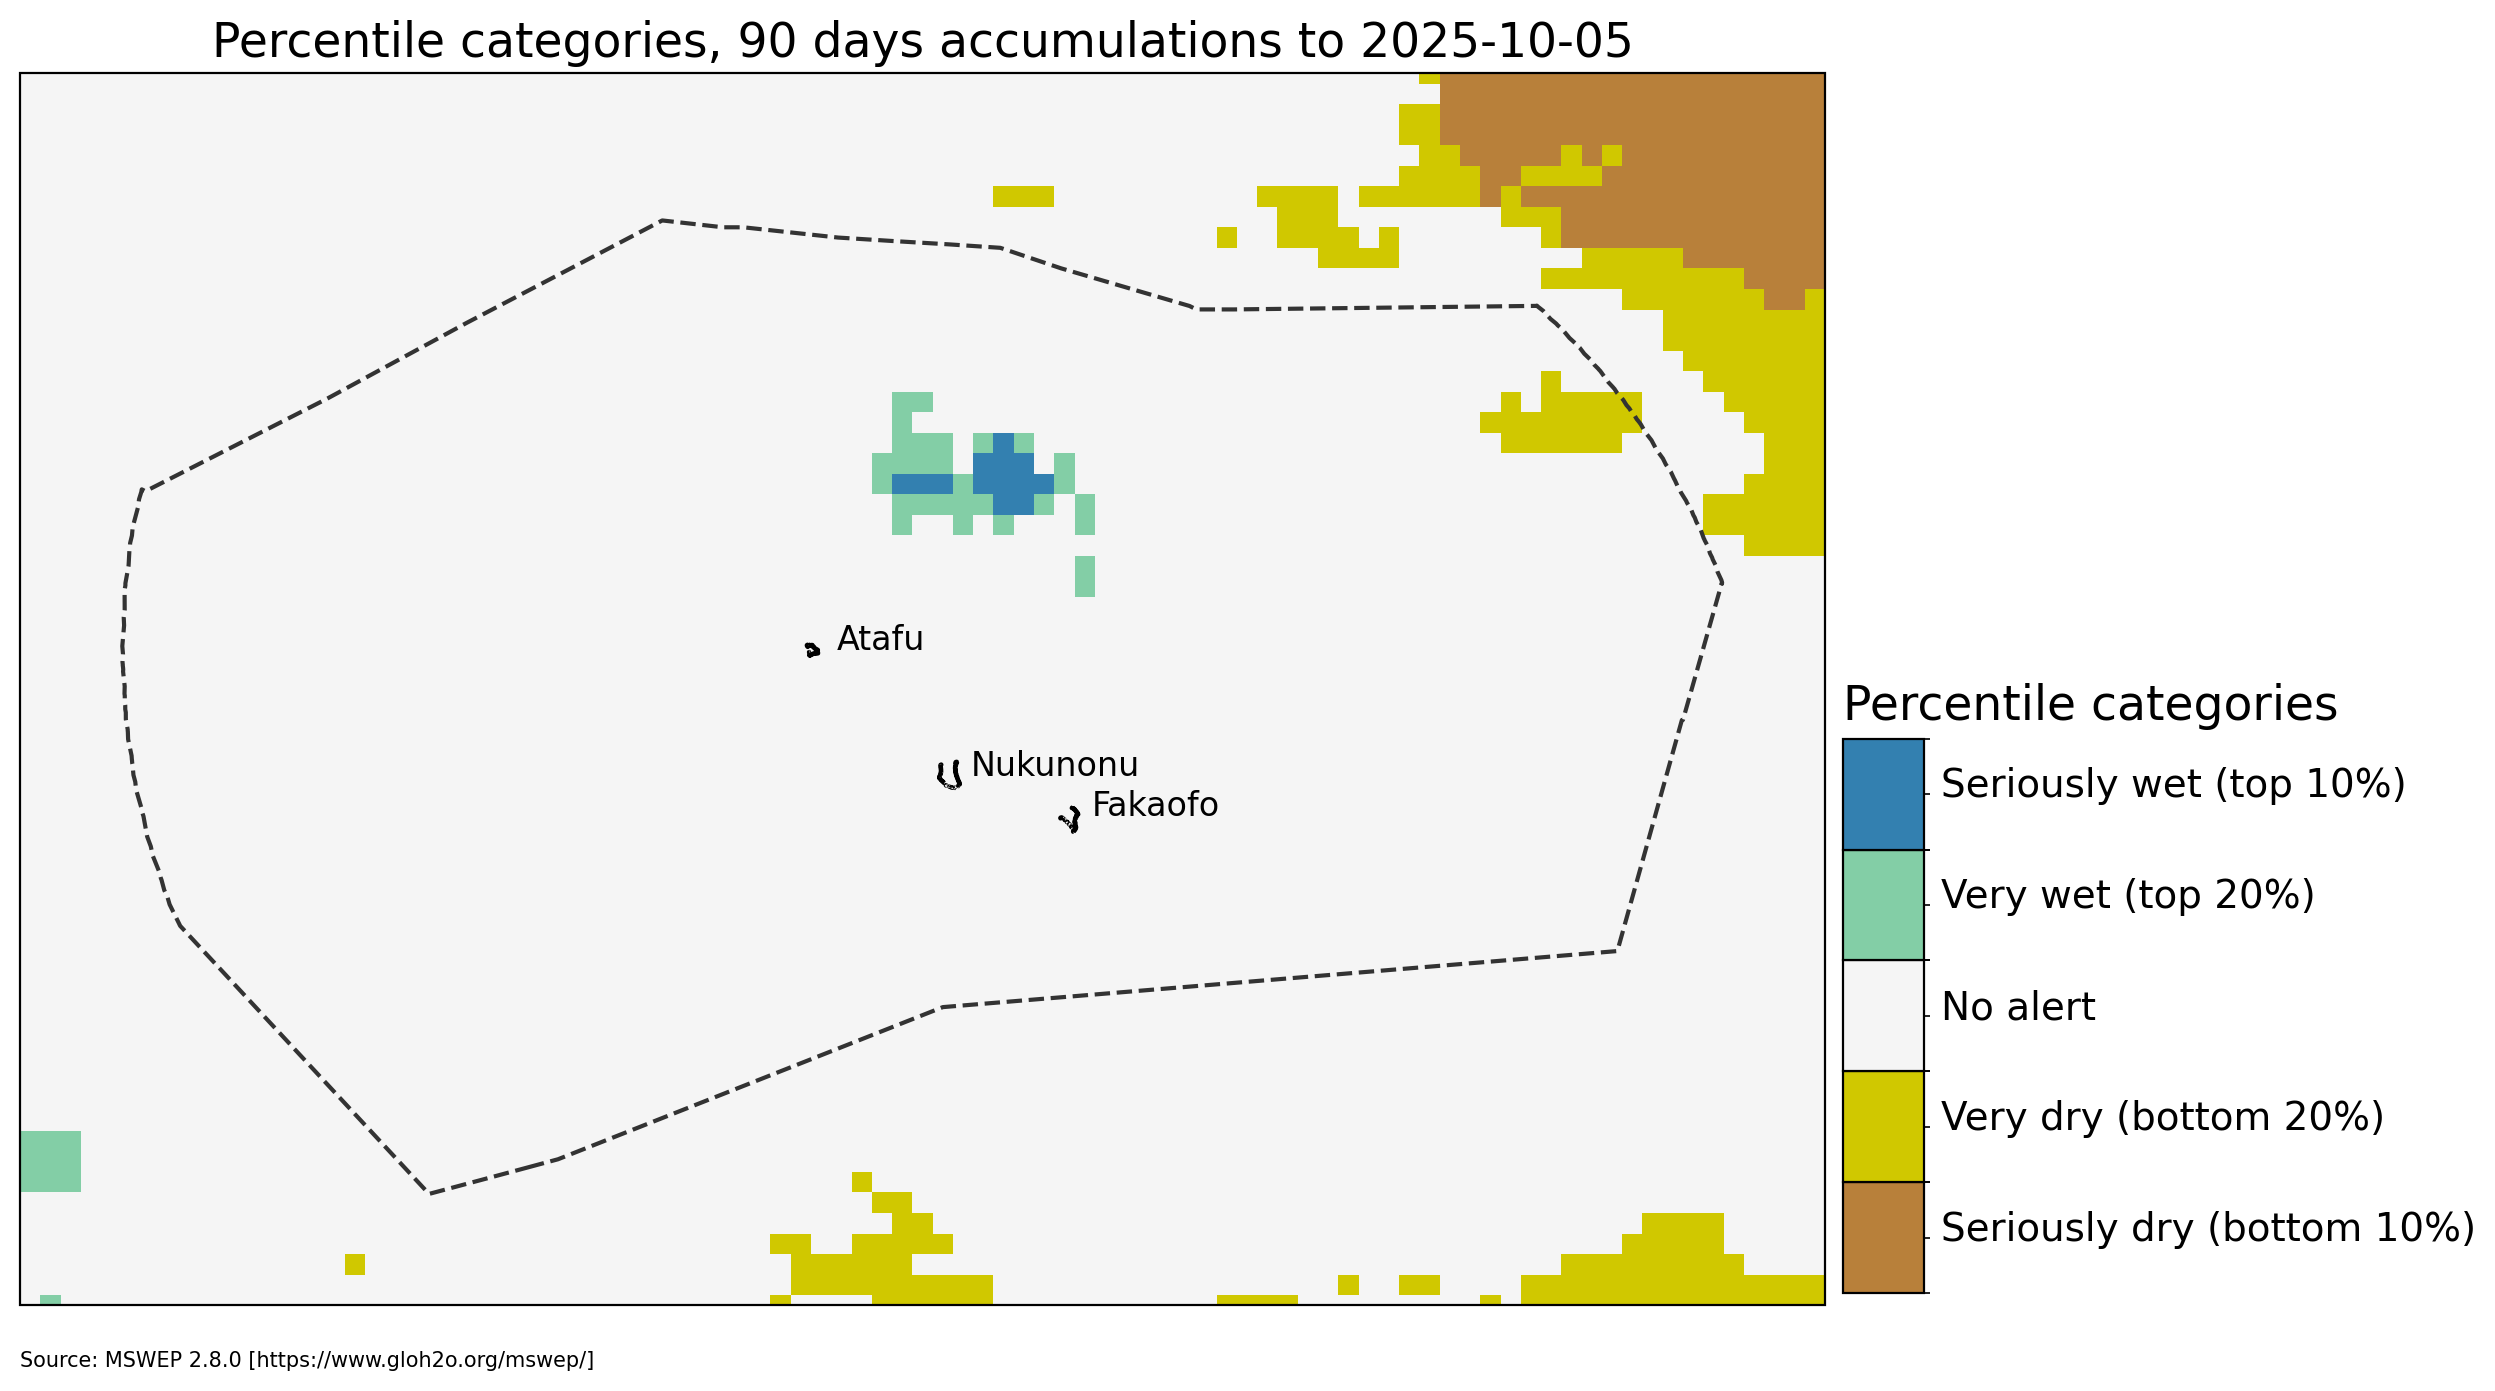 Percentile categories, 90 days accumulations to 2025-10-05
Atafu
Nukunonu
Fakaofo
Percentile categories
Seriously wet (top 10%)
Very wet (top 20%)
No alert
Very dry (bottom 20%)
Seriously dry (bottom 10%)
Source: MSWEP 2.8.0 [https://www.gloh2o.org/mswep/]